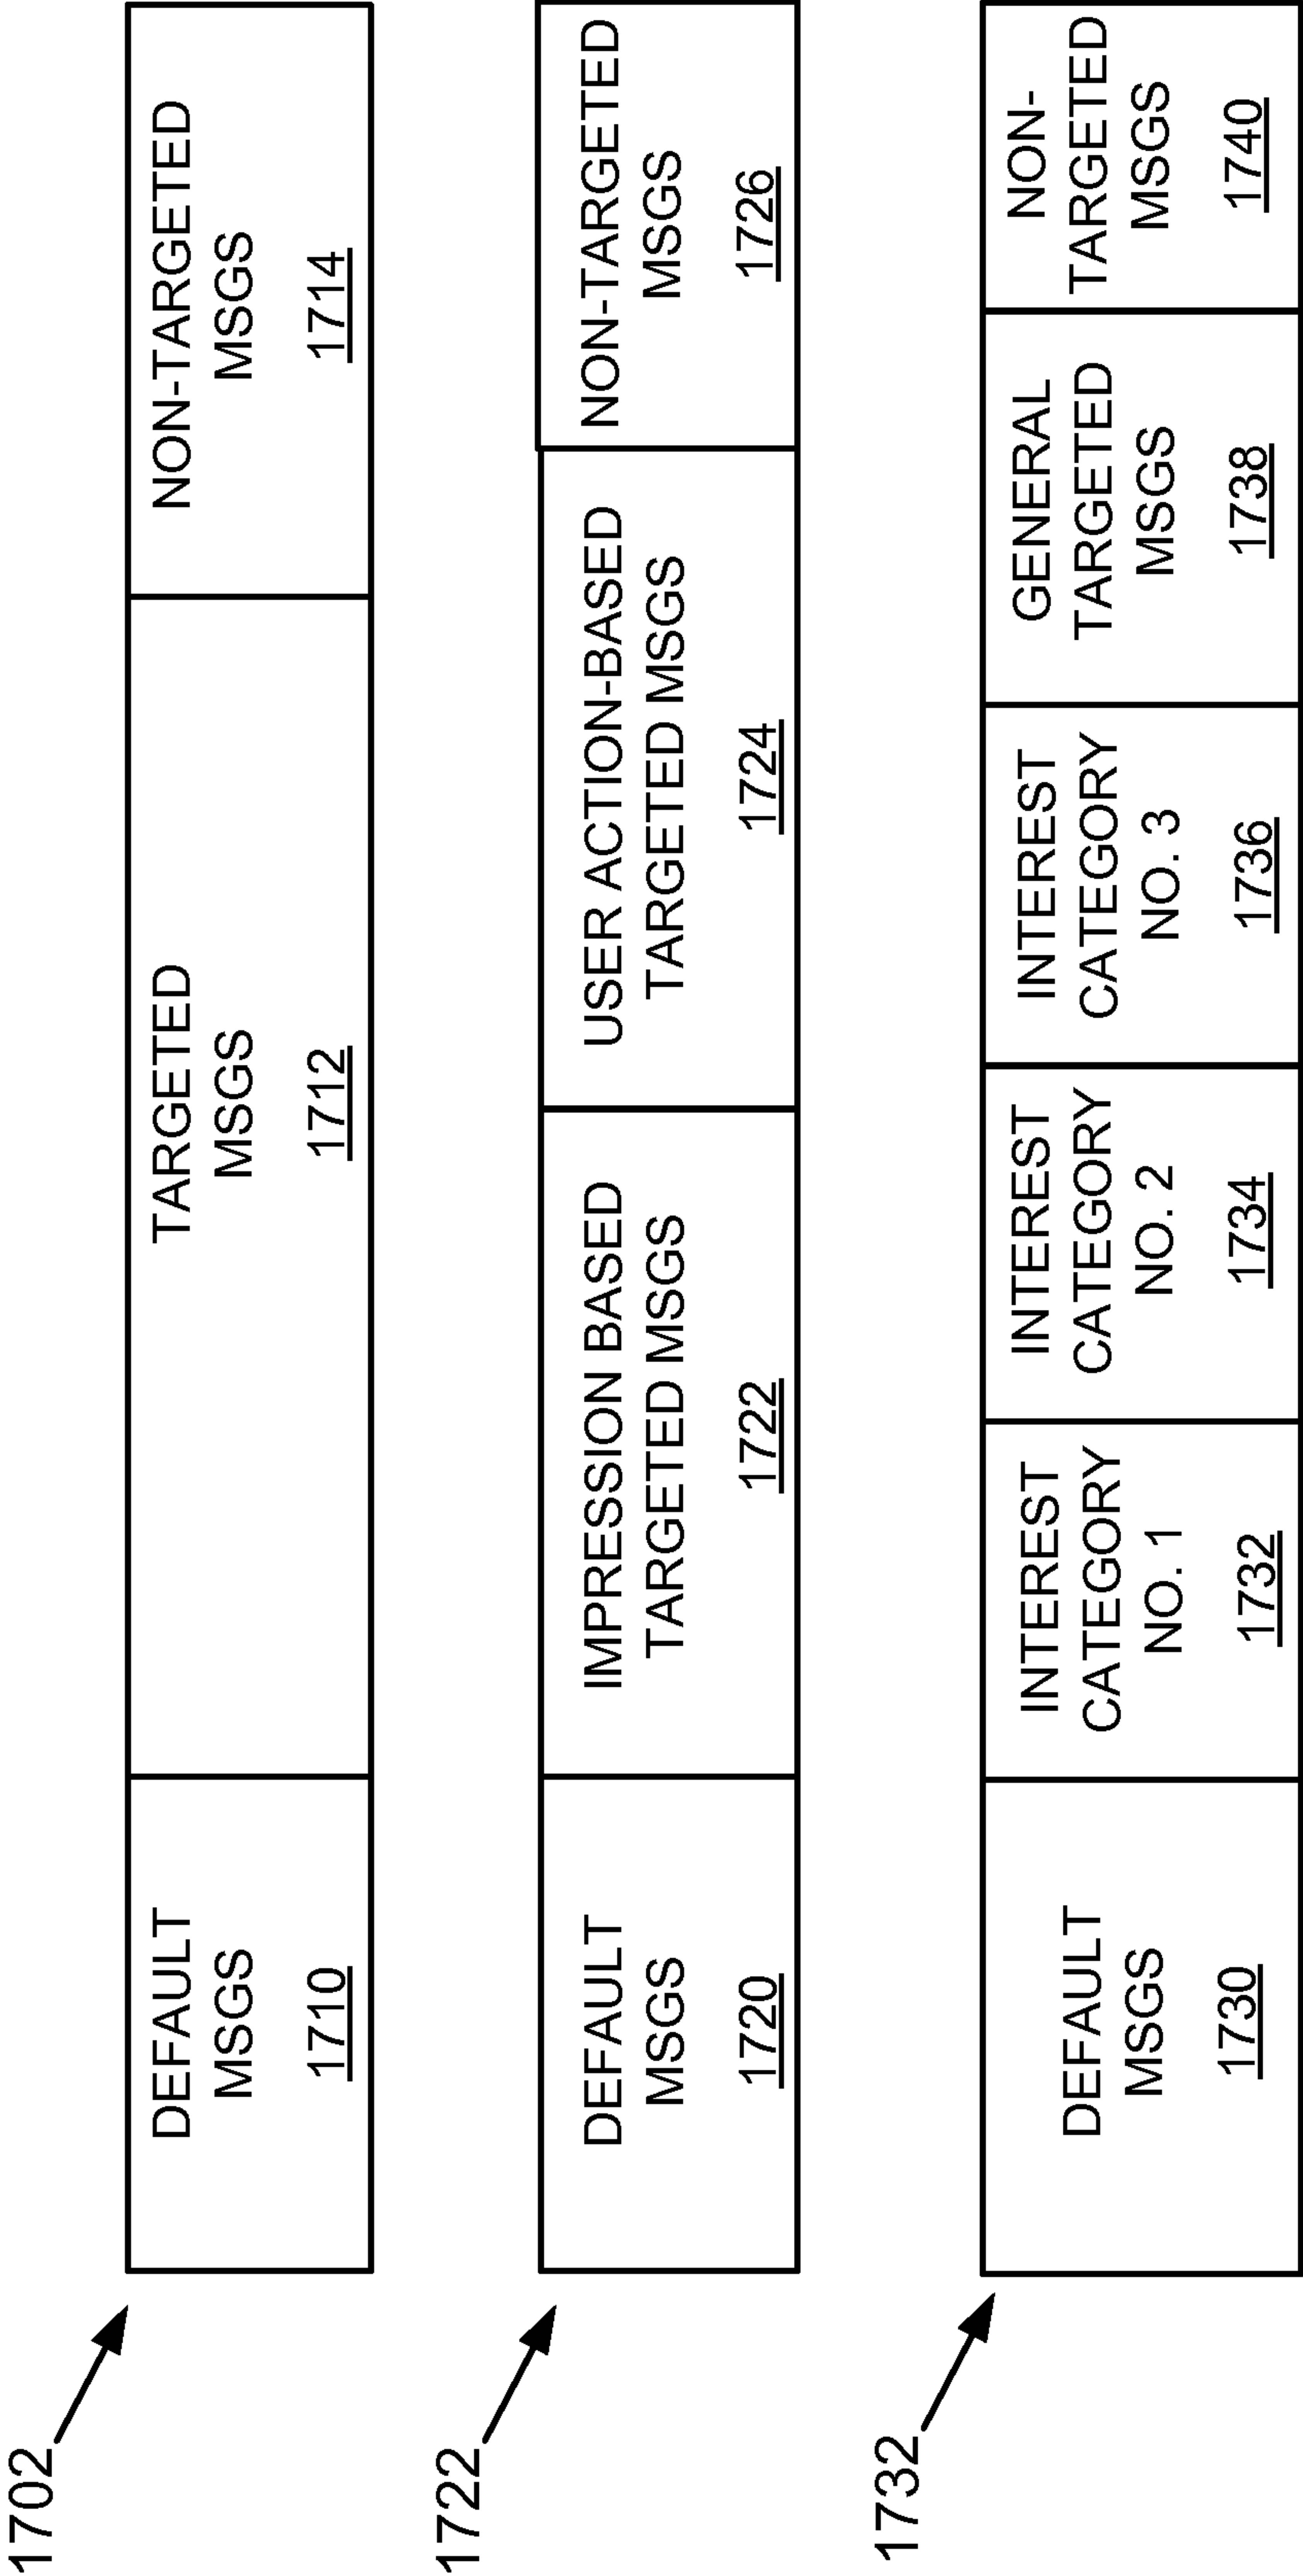 1702
DEFAULT
MSGS
1710
TARGETED
MSGS
1712
NON-TARGETED
MSGS
1714
1722
DEFAULT
MSGS
1720
IMPRESSION BASED
TARGETED MSGS
1722
USER ACTION-BASED
TARGETED MSGS
1724
NON-TARGETED
MSGS
1726
1732
DEFAULT
MSGS
1730
INTEREST
CATEGORY
NO. 1
1732
INTEREST
CATEGORY
NO. 2
1734
INTEREST
CATEGORY
NO. 3
1736
GENERAL
TARGETED
MSGS
1738
NON-
TARGETED
MSGS
1740